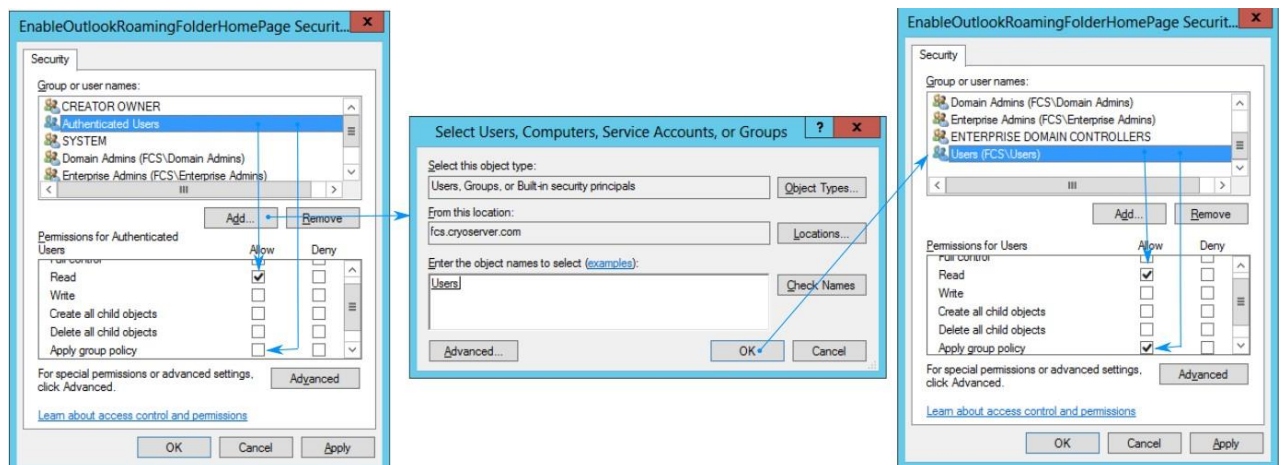 EnableOutlookRoamingFolderHomePage Securit...
x
Security
Group or user names:
CREATOR OWNER
Authenticated Users
SYSTEM
Domain Admins (FCS\Domain Admins)
Enterprise Admins (FCS\Enterprise Admins)
Add...
Remove
Permissions for Authenticated
Users
Allow
Deny
Full control
Read
Write
Create all child objects
Delete all child objects
Apply group policy
For special permissions or advanced settings,
click Advanced.
Advanced
Learn about access control and permissions
OK
Cancel
Apply
Select Users, Computers, Service Accounts, or Groups
?
x
Select this object type:
Users, Groups, or Built-in security principals
Object Types...
From this location:
fcs.cryoserver.com
Locations...
Enter the object names to select (examples):
Users
Check Names
Advanced...
OK
Cancel
EnableOutlookRoamingFolderHomePage Securit...
x
Security
Group or user names:
Domain Admins (FCS\Domain Admins)
Enterprise Admins (FCS\Enterprise Admins)
ENTERPRISE DOMAIN CONTROLLERS
Users (FCS\Users)
Add...
Remove
Permissions for Users
Allow
Deny
Full control
Read
Write
Create all child objects
Delete all child objects
Apply group policy
For special permissions or advanced settings,
click Advanced.
Advanced
Learn about access control and permissions
OK
Cancel
Apply